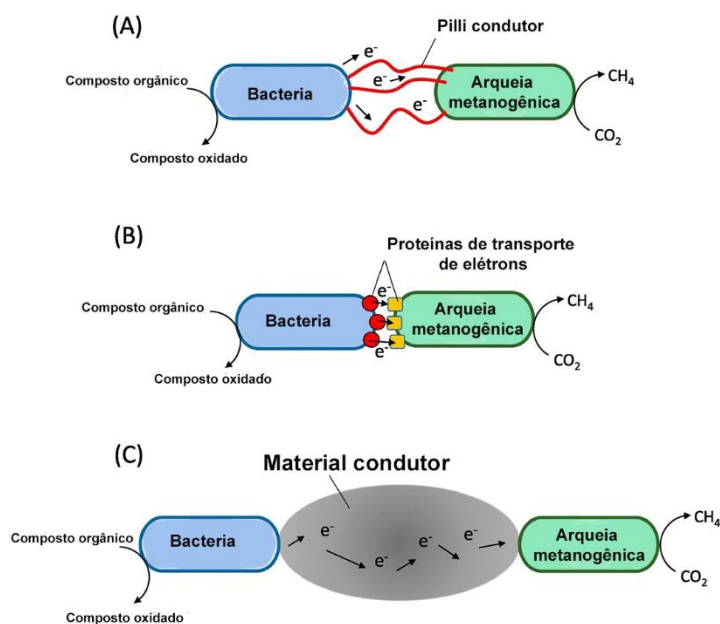 (A)
Pilli condutor
e-
Composto orgânico
Bacteria
e-
e-
Arqueia
metanogênica
CH4
CO2
Composto oxidado
(B)
Proteínas de transporte
de elétrons
e-
Composto orgânico
Bacteria
Arqueia
metanogênica
CH4
e-
CO2
Composto oxidado
(C)
Material condutor
Composto orgânico
Bacteria
e-
e-
e-
e-
Arqueia
metanogênica
CH4
CO2
Composto oxidado